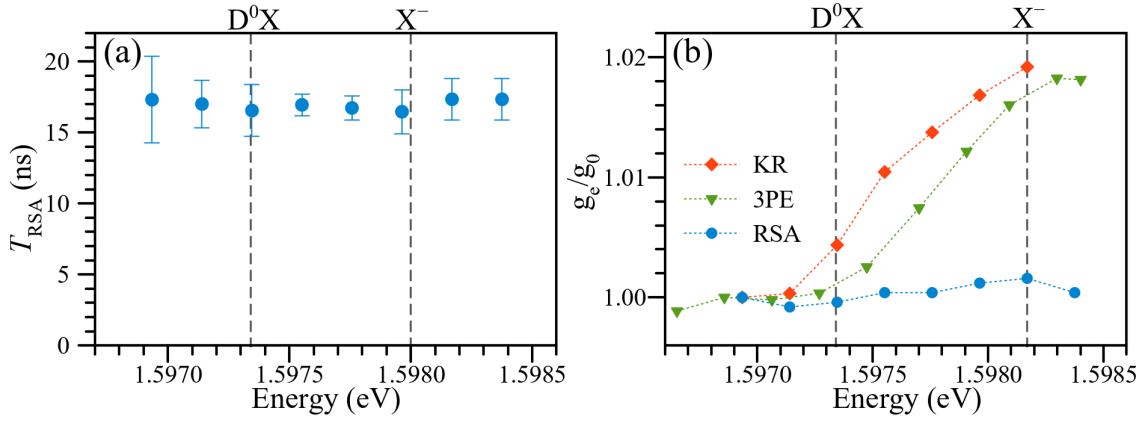 D⁰X X⁻
(a)
20
15
10
5
0
T_RSA (ns)
1.5970 1.5975 1.5980 1.5985
Energy (eV)
D⁰X X⁻
(b)
1.02
1.01
1.00
g_e/g_0
KR
3PE
RSA
1.5970 1.5975 1.5980 1.5985
Energy (eV)